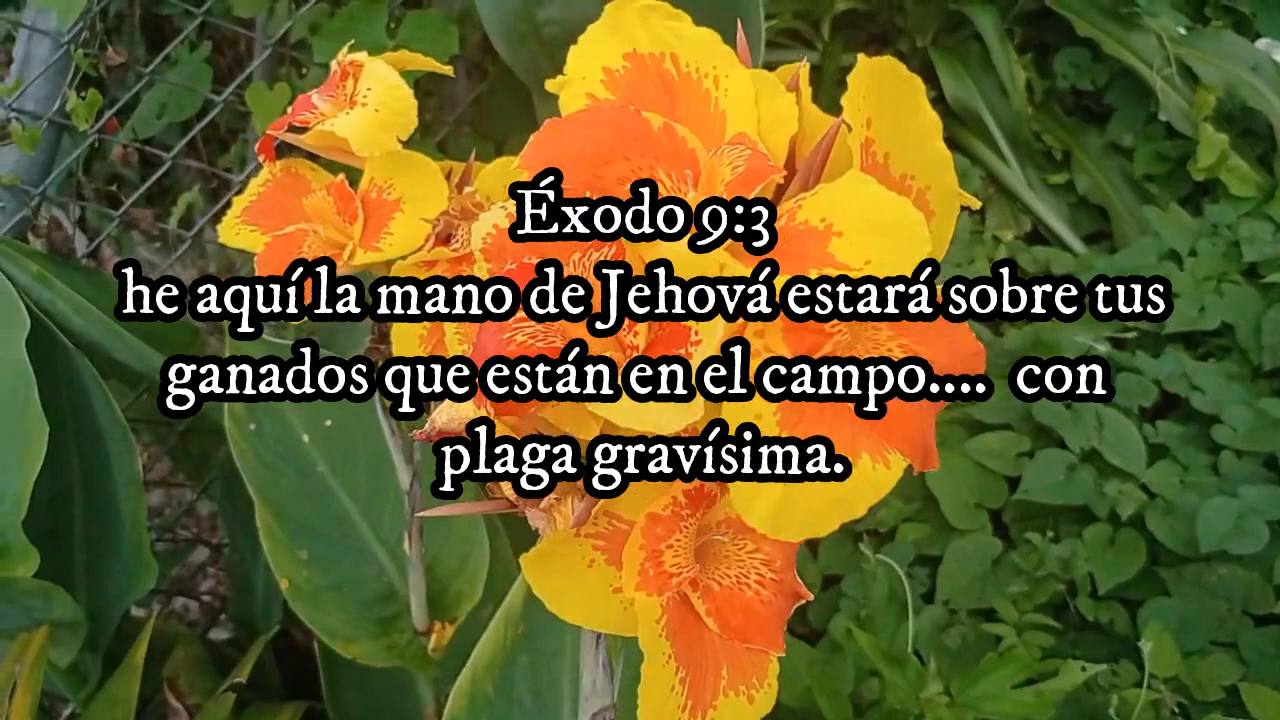 Éxodo 9:3
he aquí la mano de Jehová estará sobre tus
ganados que están en el campo.... con
plaga gravísima.